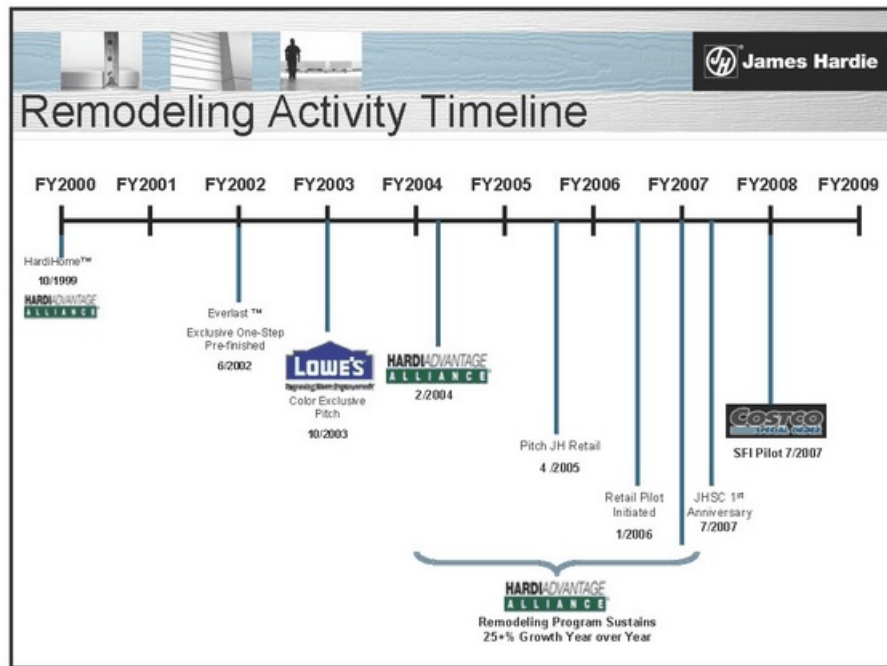 James Hardie
Remodeling Activity Timeline
FY2000 FY2001 FY2002 FY2003 FY2004 FY2005 FY2006 FY2007 FY2008 FY2009
HardiHome™
10/1999
HARDIADVANTAGE
ALLIANCE
Everlast ™
Exclusive One-Step
Pre-finished
6/2002
LOWE'S
Color Exclusive
Pitch
10/2003
HARDIADVANTAGE
ALLIANCE
2/2004
Pitch JH Retail
4 /2005
Retail Pilot
Initiated
1/2006
JHSC 1st
Anniversary
7/2007
COSTCO
SPECIAL ORDER
SFI Pilot 7/2007
HARDIADVANTAGE
ALLIANCE
Remodeling Program Sustains
25+% Growth Year over Year